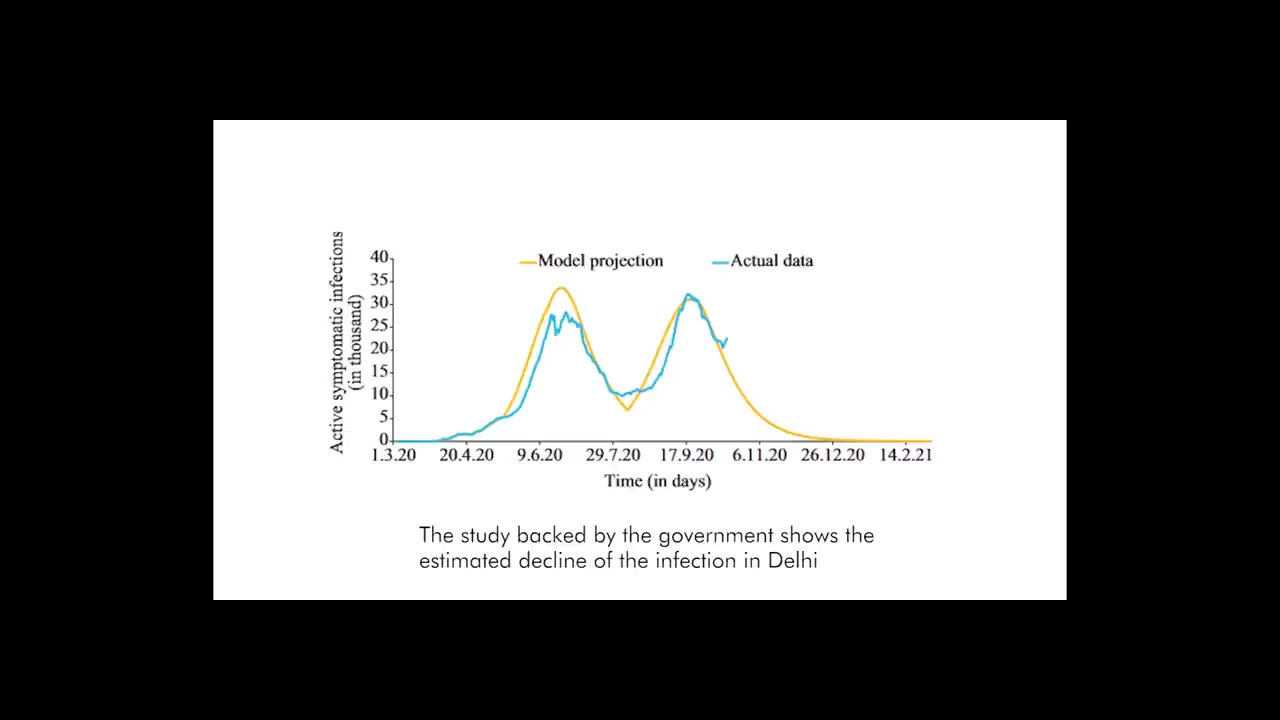 Active symptomatic infections
(in thousand)
40
35
30
25
20
15
10
5
0
Model projection
Actual data
1.3.20 20.4.20 9.6.20 29.7.20 17.9.20 6.11.20 26.12.20 14.2.21
Time (in days)
The study backed by the government shows the
estimated decline of the infection in Delhi